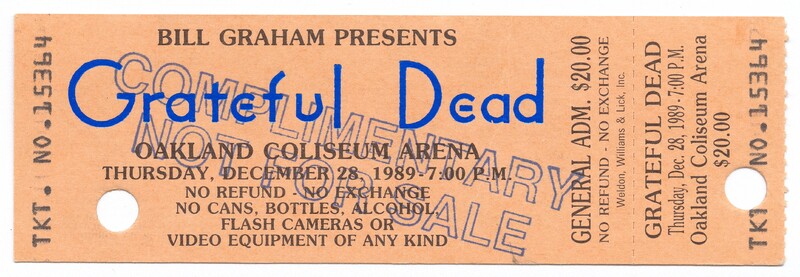 TKT. NO.15364
BILL GRAHAM PRESENTS
Grateful Dead
COMPLIMENTARY
NOT FOR SALE
OAKLAND COLISEUM ARENA
THURSDAY, DECEMBER 28, 1989-7:00 P.M.
NO REFUND - NO EXCHANGE
NO CANS, BOTTLES, ALCOHOL,
FLASH CAMERAS OR
VIDEO EQUIPMENT OF ANY KIND
GENERAL ADM. $20.00
NO REFUND - NO EXCHANGE
Weldon, Williams & Lick, Inc.
GRATEFUL DEAD
Thursday, Dec. 28, 1989 - 7:00 P.M.
Oakland Coliseum Arena
$20.00
TKT NO.15364